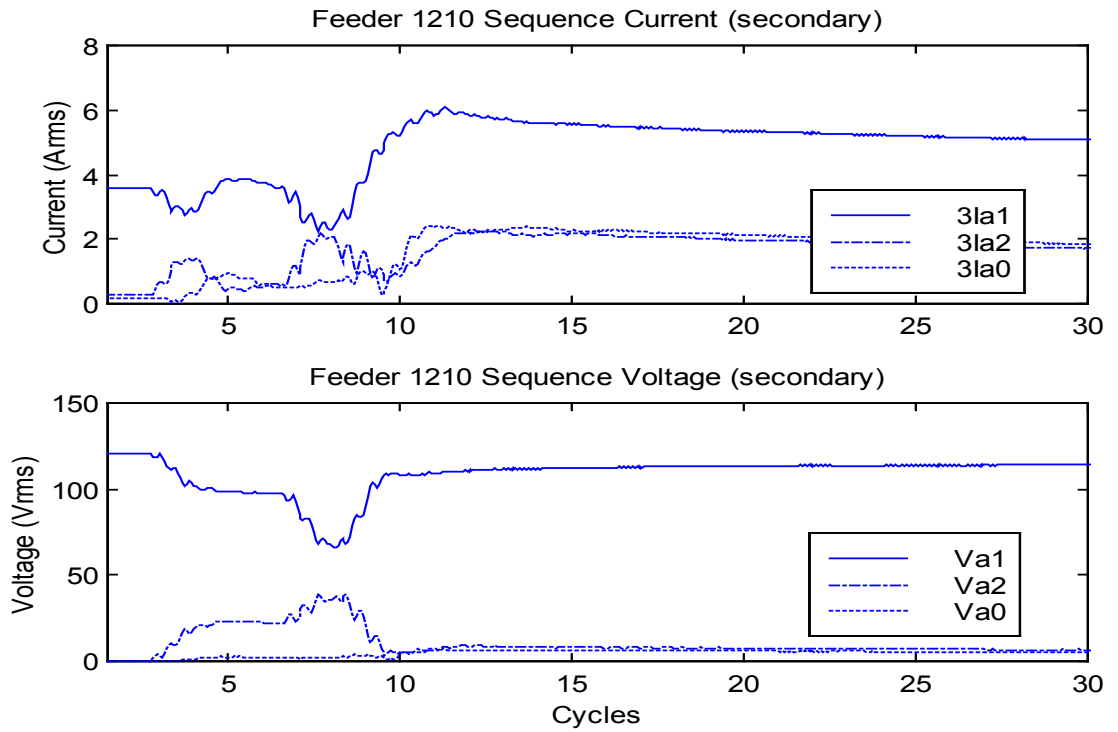 Feeder 1210 Sequence Current (secondary)
8
6
4
2
0
Current (Arms)
3Ia1
3Ia2
3Ia0
5 10 15 20 25 30
Feeder 1210 Sequence Voltage (secondary)
150
100
50
0
Voltage (Vrms)
Va1
Va2
Va0
5 10 15 20 25 30
Cycles